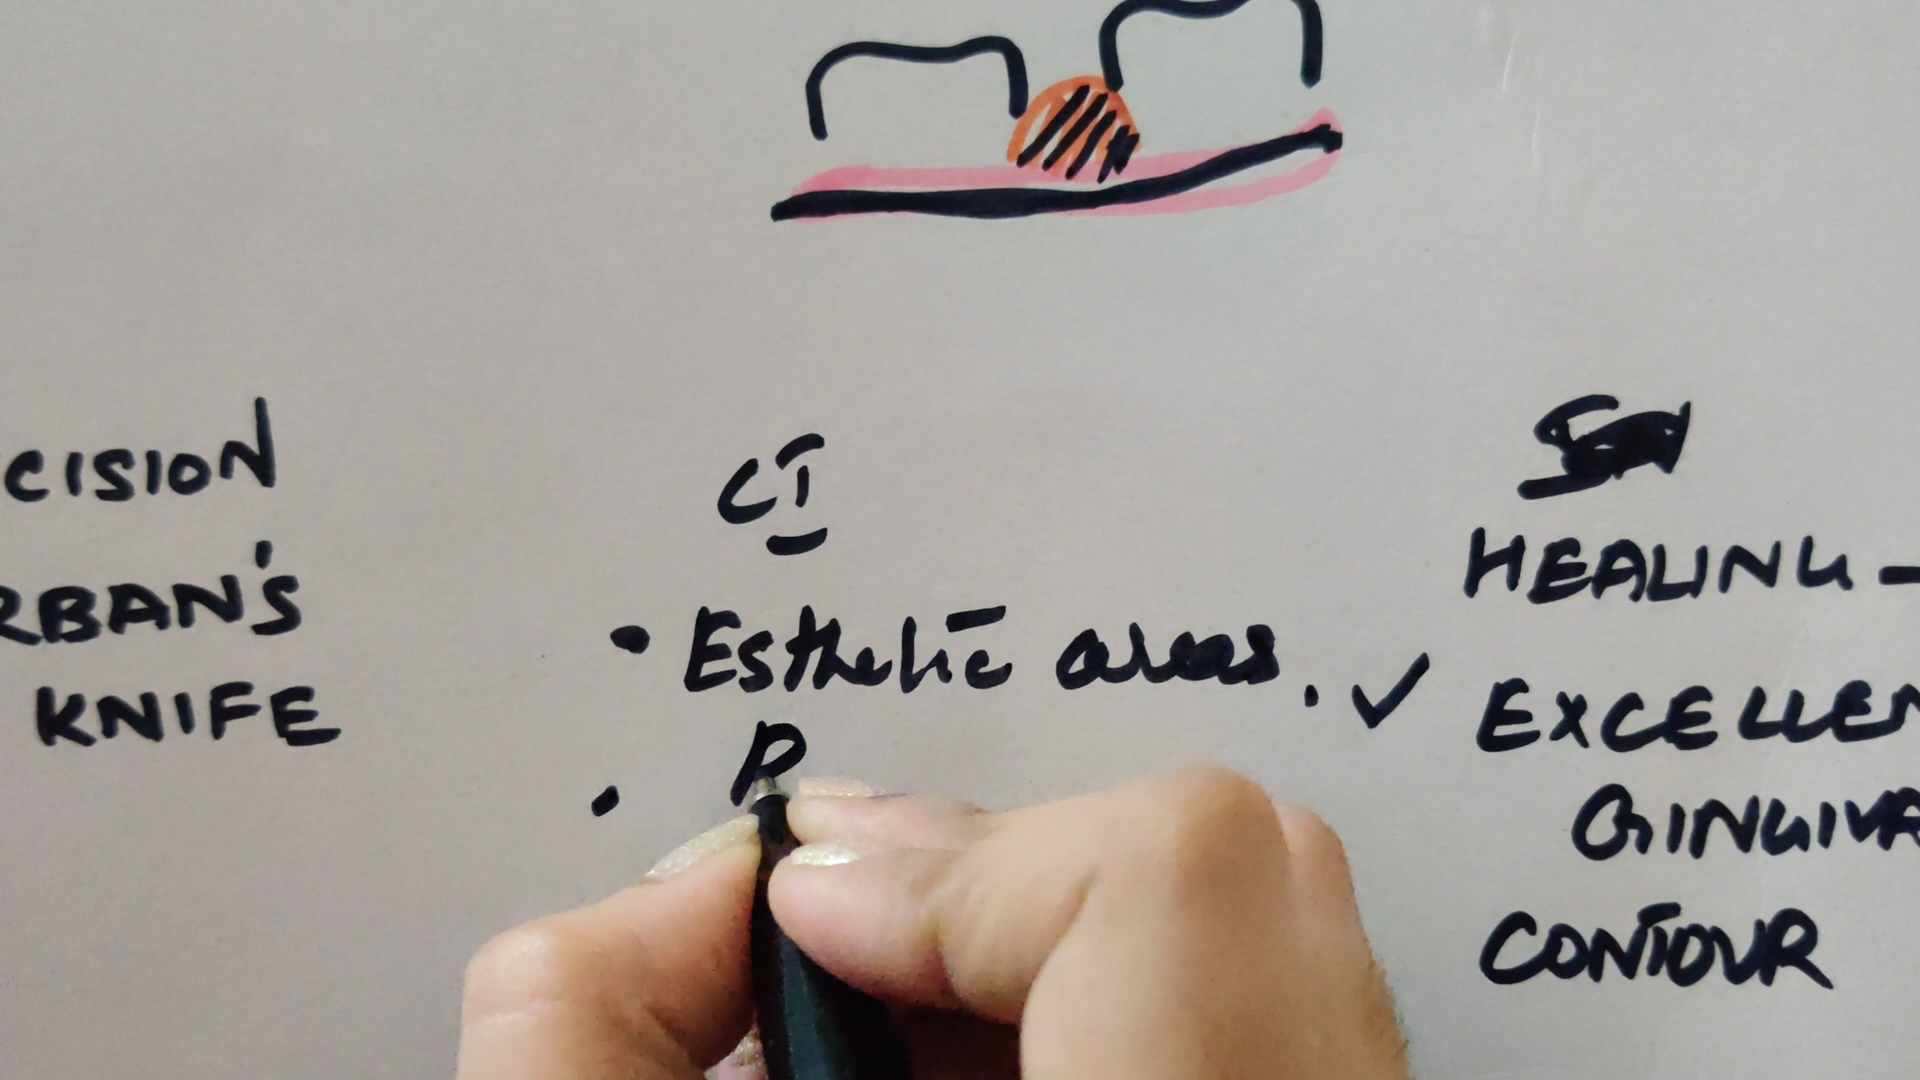 CISION
RBAN'S
KNIFE
CI
• Esthetic areas. ✓
• P
HEALING -
EXCELLEN
GINGIVA
CONTOUR